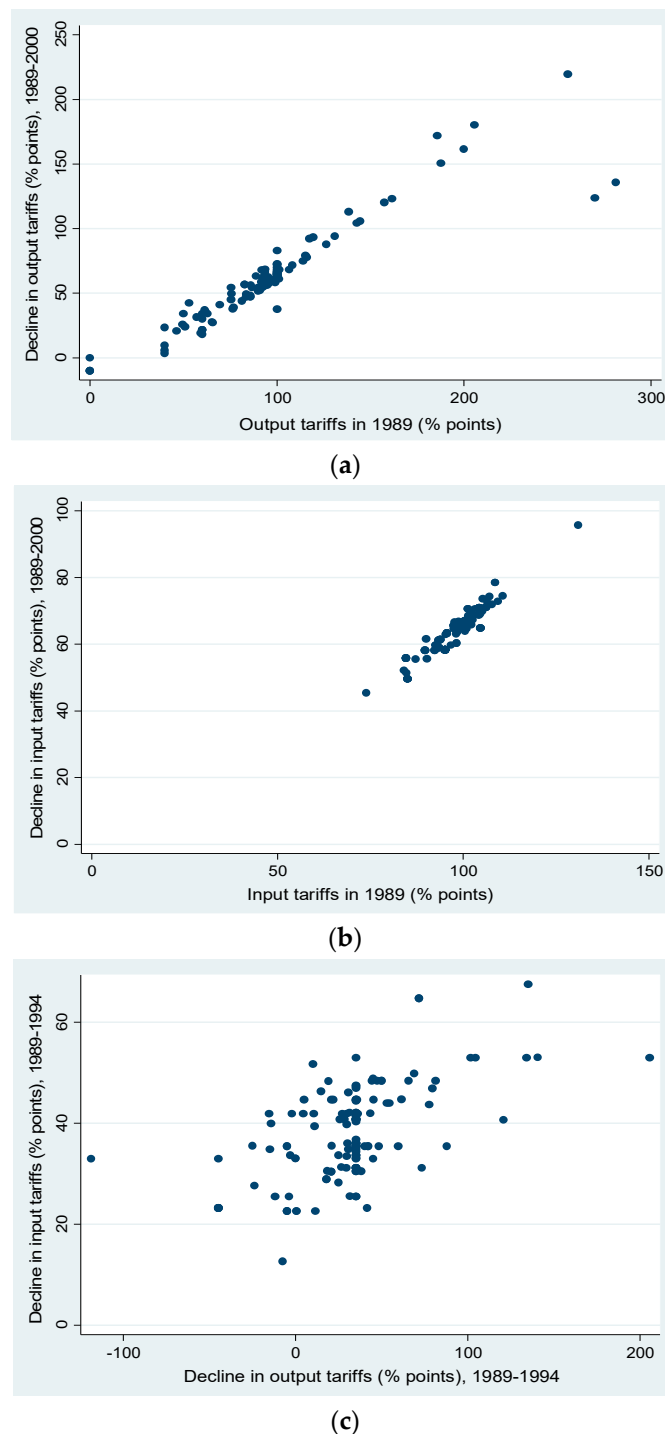 Decline in output tariffs (% points), 1989-2000
250
200
150
100
50
0
0 100 200 300
Output tariffs in 1989 (% points)
(a)
Decline in input tariffs (% points), 1989-2000
100
80
60
40
20
0
0 50 100 150
Input tariffs in 1989 (% points)
(b)
Decline in input tariffs (% points), 1989-1994
60
40
20
0
-100 0 100 200
Decline in output tariffs (% points), 1989-1994
(c)